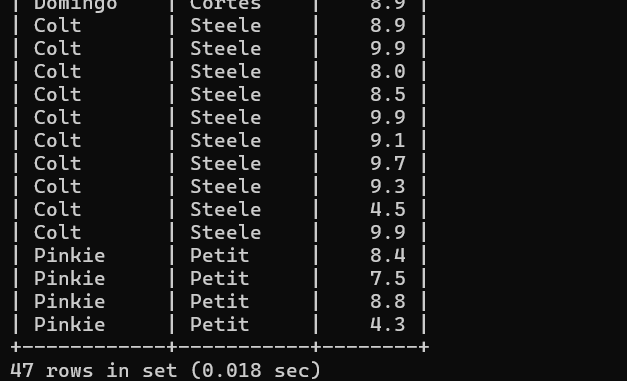 | Domingo    | Cortes    |    8.9 |
| Colt       | Steele    |    8.9 |
| Colt       | Steele    |    9.9 |
| Colt       | Steele    |    8.0 |
| Colt       | Steele    |    8.5 |
| Colt       | Steele    |    9.9 |
| Colt       | Steele    |    9.1 |
| Colt       | Steele    |    9.7 |
| Colt       | Steele    |    9.3 |
| Colt       | Steele    |    4.5 |
| Colt       | Steele    |    9.9 |
| Pinkie     | Petit     |    8.4 |
| Pinkie     | Petit     |    7.5 |
| Pinkie     | Petit     |    8.8 |
| Pinkie     | Petit     |    4.3 |
+------------+-----------+--------+
47 rows in set (0.018 sec)